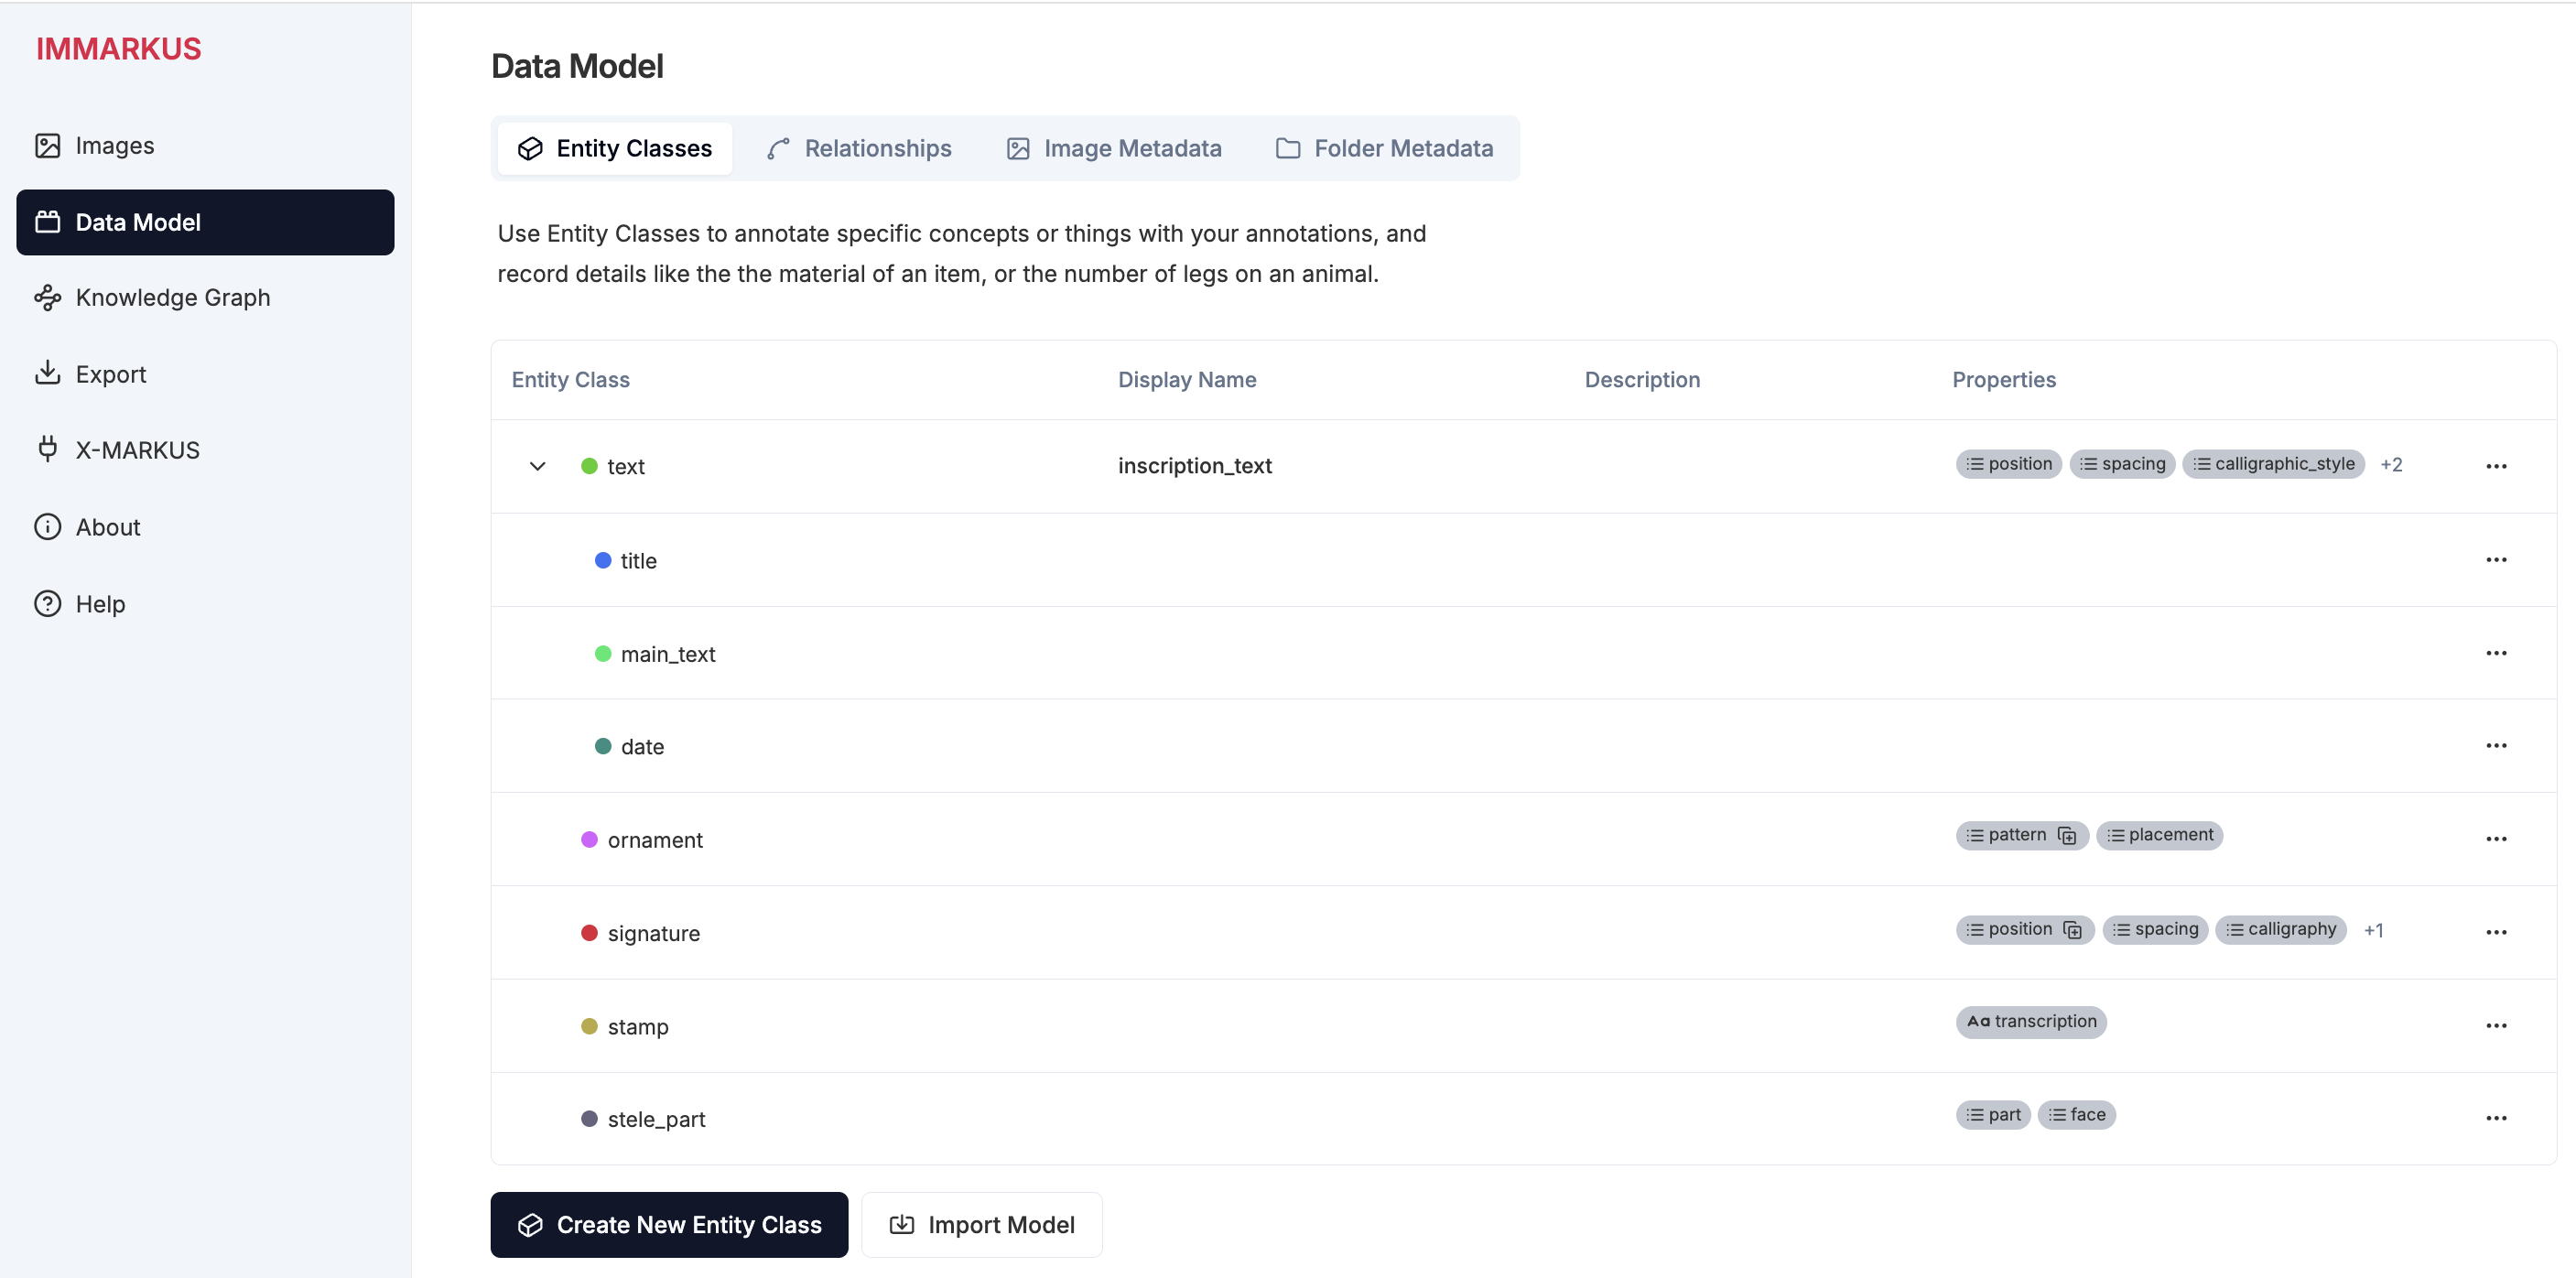 IMMARKUS
Images
Data Model
Knowledge Graph
Export
X-MARKUS
About
Help
Data Model
Entity Classes Relationships Image Metadata Folder Metadata
Use Entity Classes to annotate specific concepts or things with your annotations, and
record details like the the material of an item, or the number of legs on an animal.
Entity Class Display Name Description Properties
text inscription_text position spacing calligraphic_style +2
title
main_text
date
ornament pattern placement
signature position spacing calligraphy +1
stamp Aa transcription
stele_part part face
Create New Entity Class Import Model